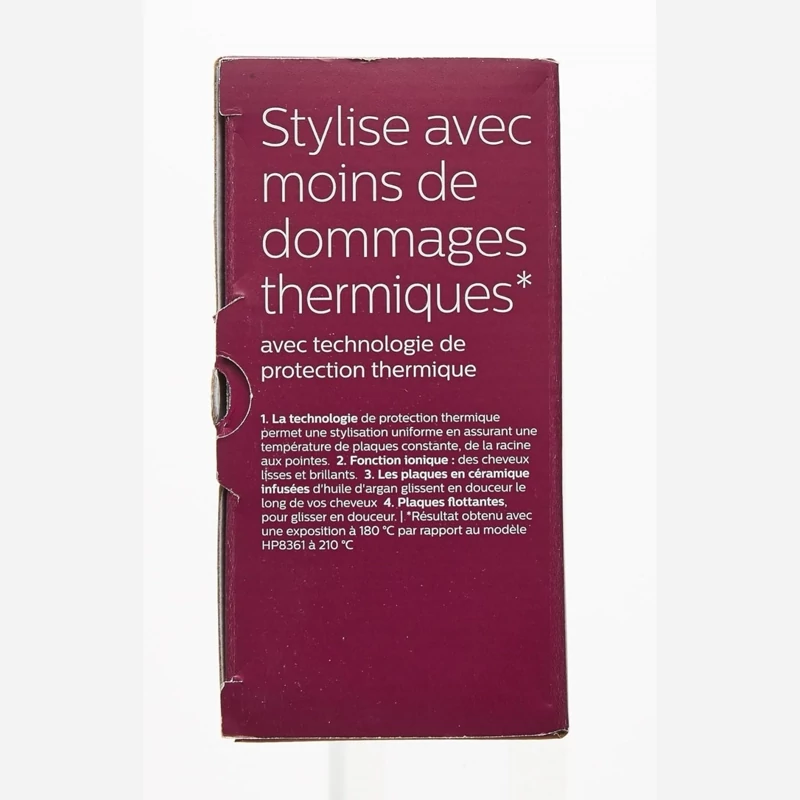 Stylise avec
moins de
dommages
thermiques*
avec technologie de
protection thermique
1. La technologie de protection thermique
permet une stylisation uniforme en assurant une
température de plaques constante, de la racine
aux pointes. 2. Fonction ionique : des cheveux
lisses et brillants. 3. Les plaques en céramique
infusées d'huile d'argan glissent en douceur le
long de vos cheveux 4. Plaques flottantes,
pour glisser en douceur. | *Résultat obtenu avec
une exposition à 180 °C par rapport au modèle
HP8361 à 210 °C